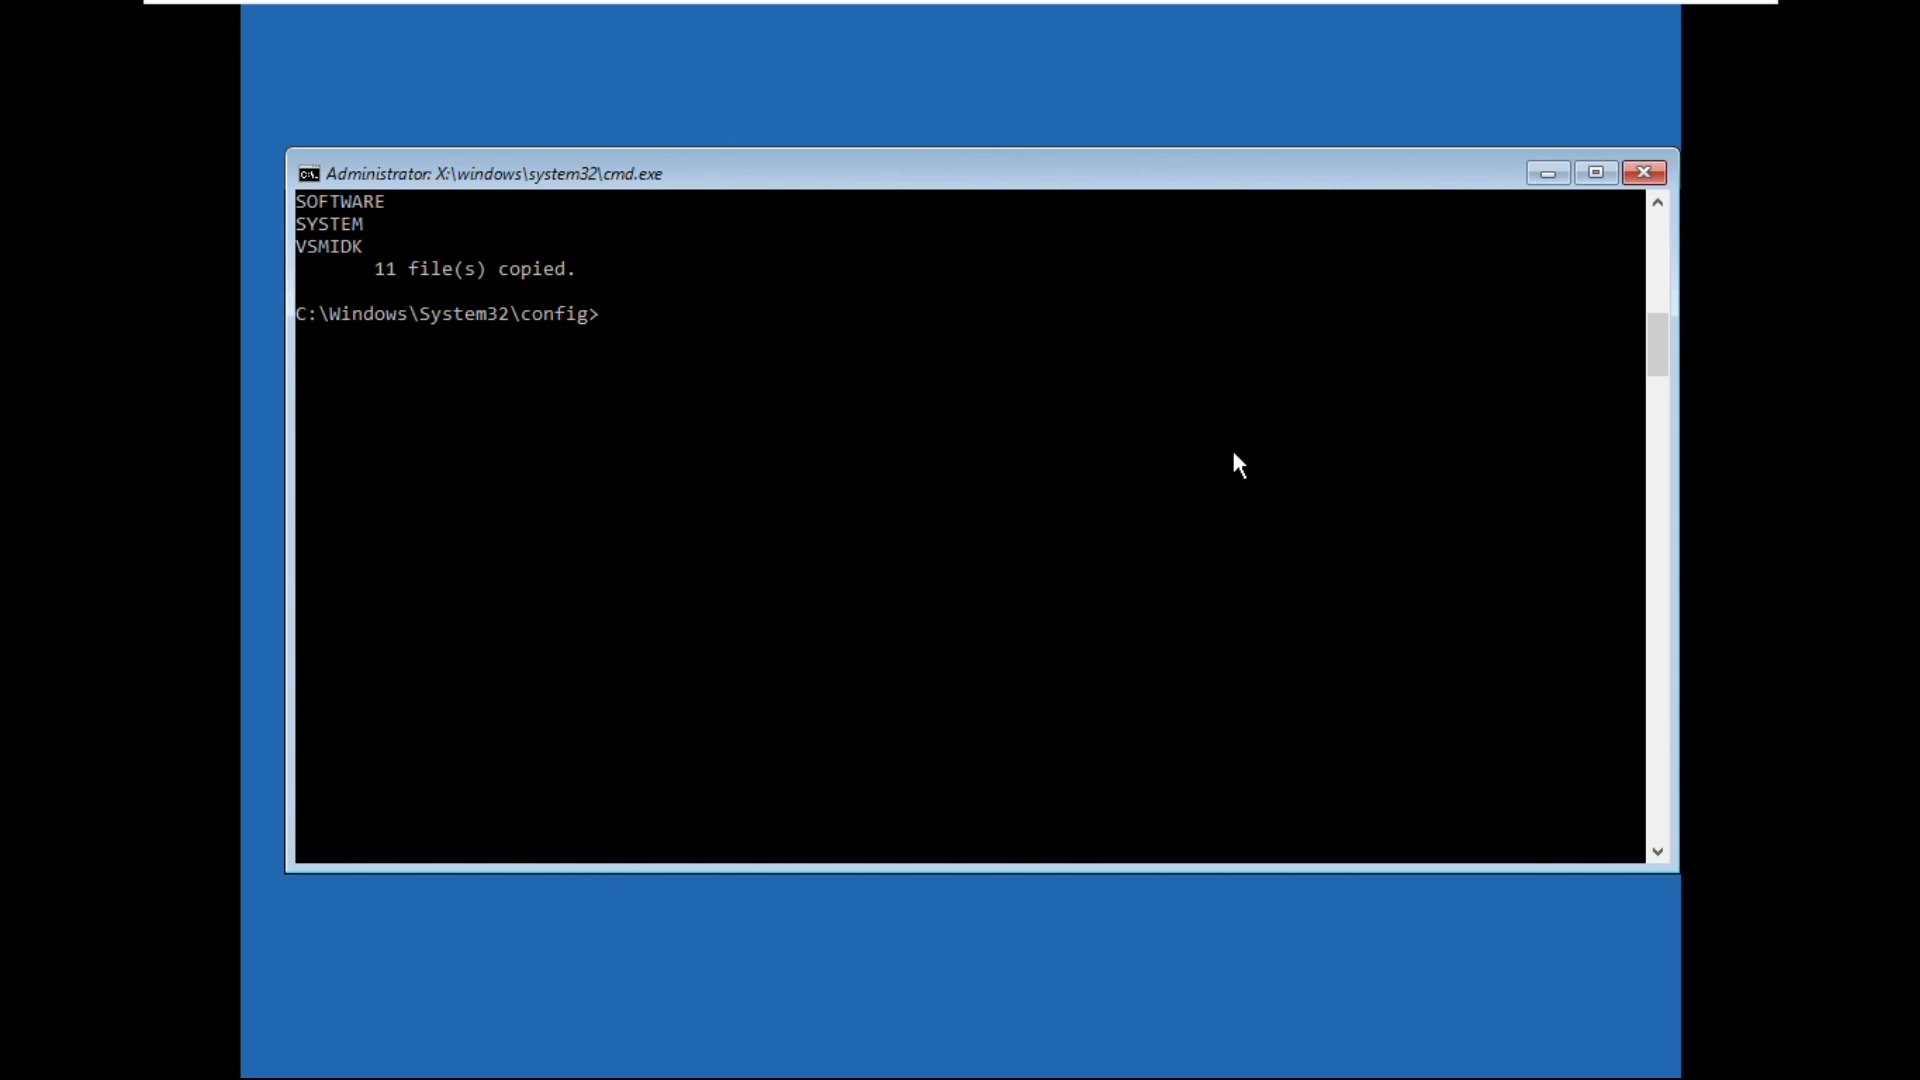 Administrator: X:\windows\system32\cmd.exe
SOFTWARE
SYSTEM
VSMIDK
11 file(s) copied.
C:\Windows\System32\config>